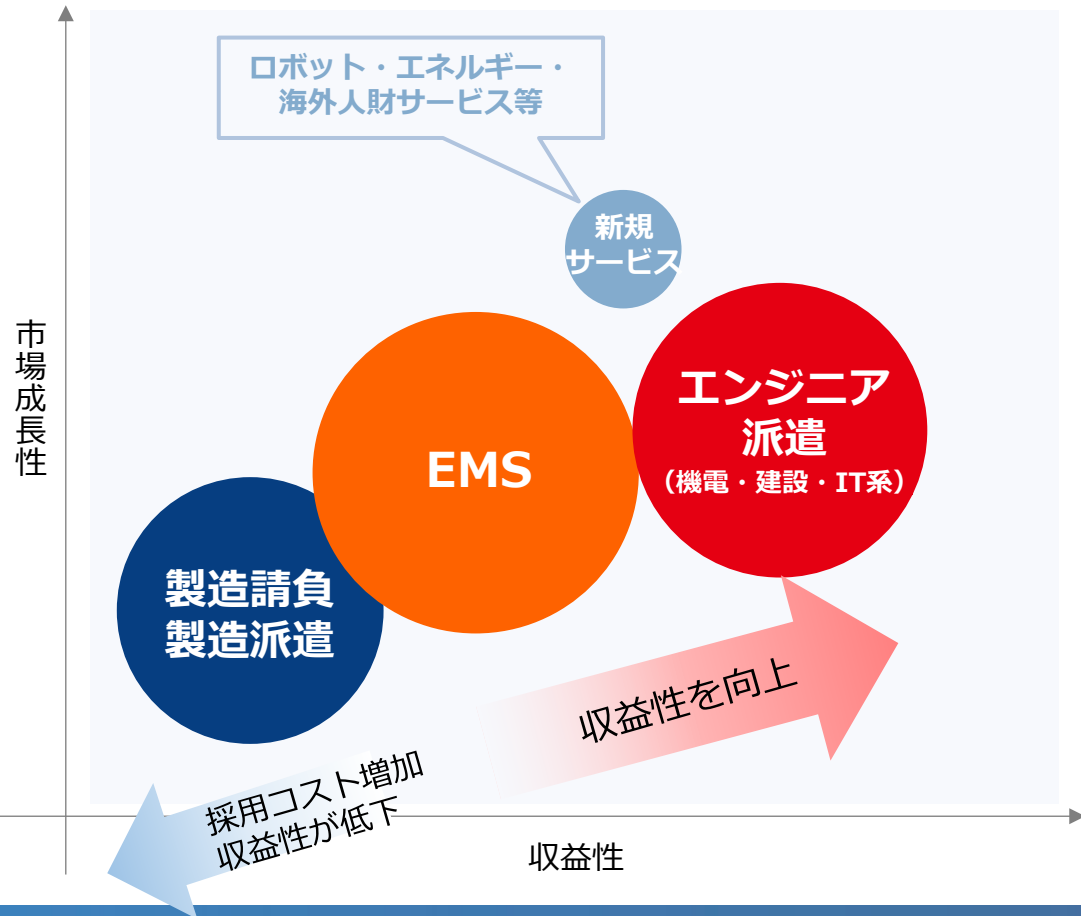 ロボット・エネルギー・
海外人財サービス等
新規
サービス
市場成長性
エンジニア
派遣
（機電・建設・IT系）
EMS
製造請負
製造派遣
収益性を向上
採用コスト増加
収益性が低下
収益性